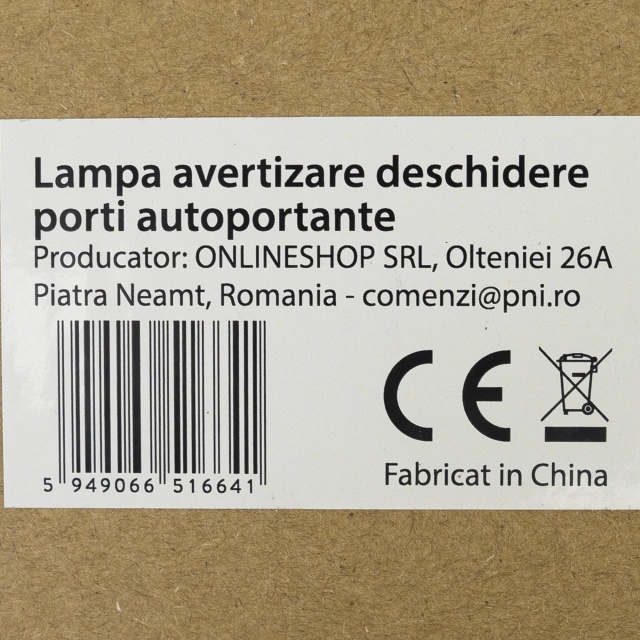 Lampa avertizare deschidere
porti autoportante
Producator: ONLINESHOP SRL, Olteniei 26A
Piatra Neamt, Romania - comenzi@pni.ro
CE
5 949066 516641
Fabricat in China